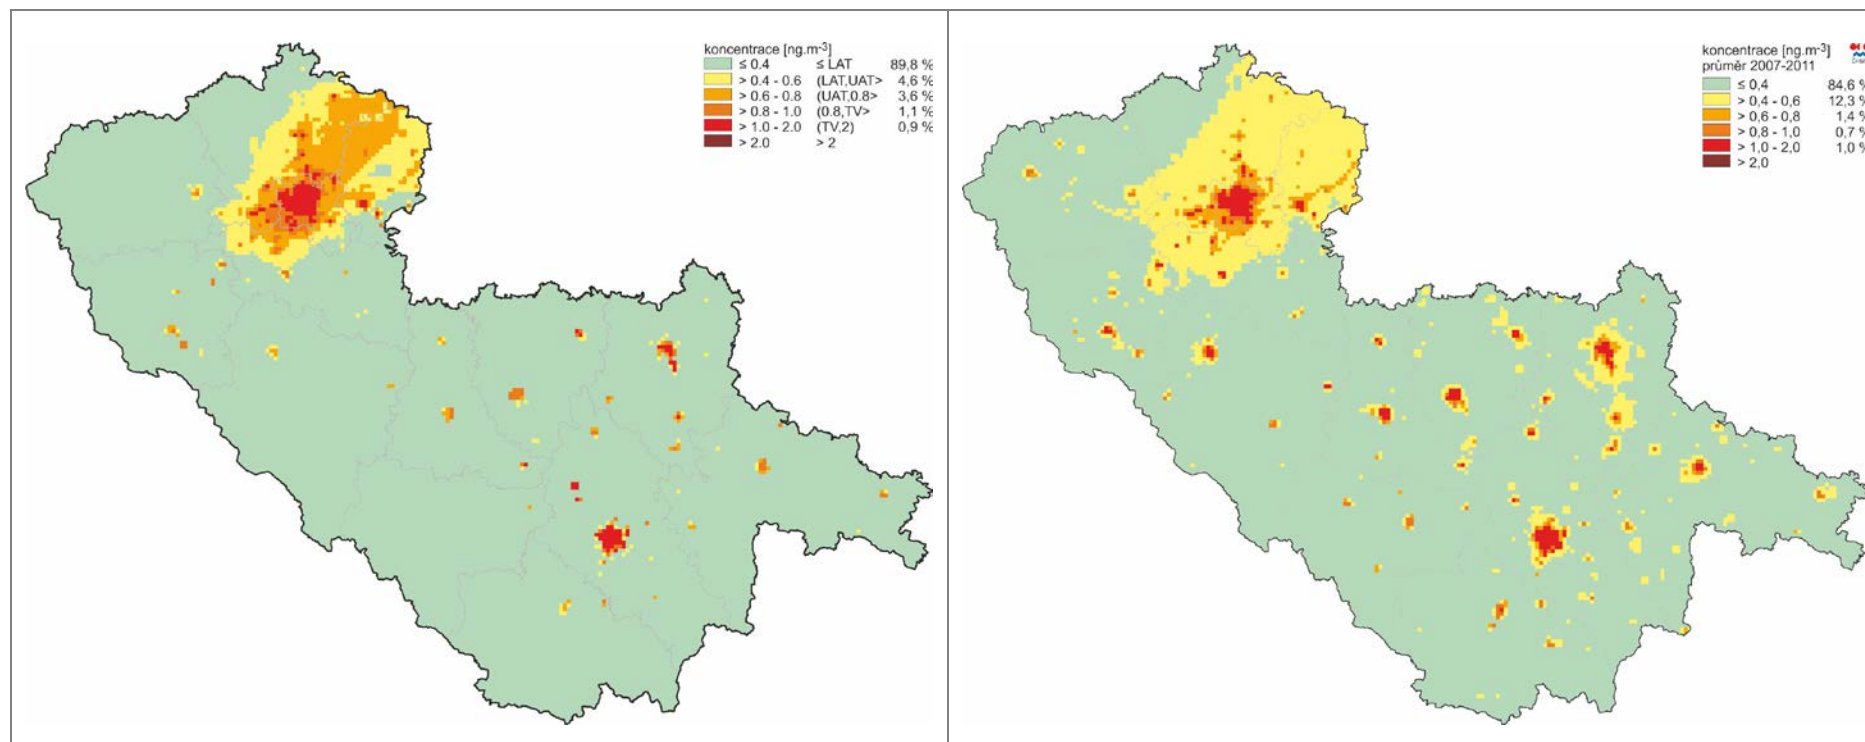 koncentrace [ng.m-3]
≤ 0.4 ≤ LAT 89,8 %
> 0.4 - 0.6 (LAT,UAT> 4,6 %
> 0.6 - 0.8 (UAT,0.8> 3,6 %
> 0.8 - 1.0 (0.8,TV> 1,1 %
> 1.0 - 2.0 (TV,2) 0,9 %
> 2.0 > 2
koncentrace [ng.m-3]
průměr 2007-2011
≤ 0,4 84,6 %
> 0,4 - 0,6 12,3 %
> 0,6 - 0,8 1,4 %
> 0,8 - 1,0 0,7 %
> 1,0 - 2,0 1,0 %
> 2,0